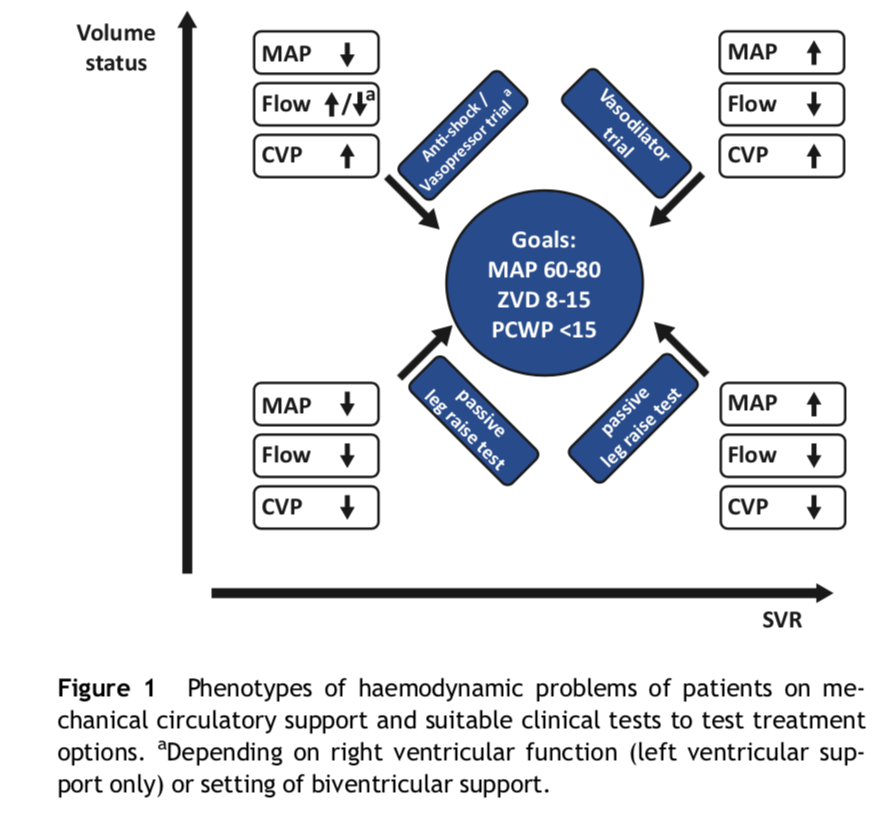 Volume
status
MAP ↓
Flow ↑/↓a
CVP ↑
Anti-shock /
Vasopressor trial a
Vasodilator
trial
MAP ↑
Flow ↓
CVP ↑
Goals:
MAP 60-80
ZVD 8-15
PCWP <15
MAP ↓
Flow ↓
CVP ↓
passive
leg raise test
passive
leg raise test
MAP ↑
Flow ↓
CVP ↓
SVR
Figure 1 Phenotypes of haemodynamic problems of patients on me-
chanical circulatory support and suitable clinical tests to test treatment
options. aDepending on right ventricular function (left ventricular sup-
port only) or setting of biventricular support.